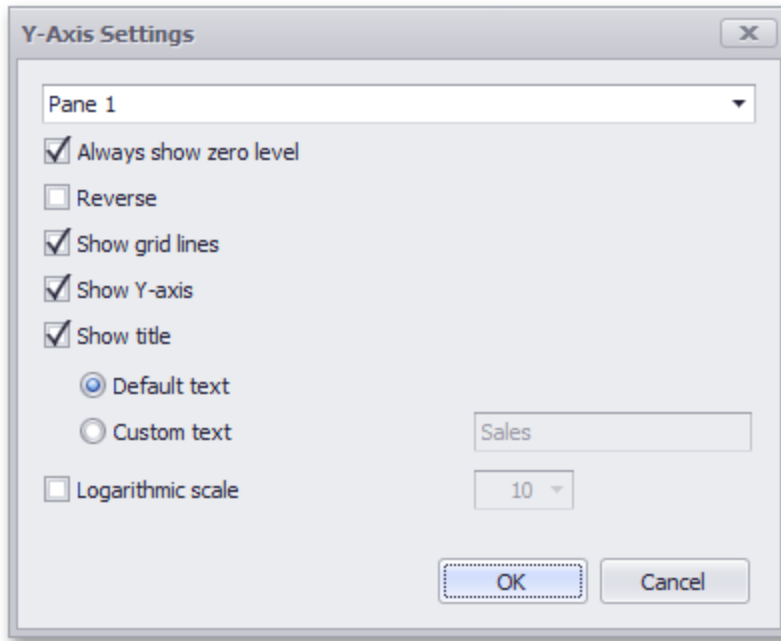 Y-Axis Settings
Pane 1
Always show zero level
Reverse
Show grid lines
Show Y-axis
Show title
Default text
Custom text Sales
Logarithmic scale 10
OK Cancel